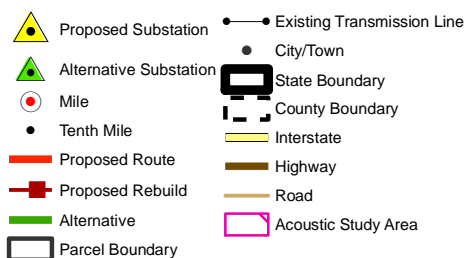 Proposed Substation
Alternative Substation
Mile
Tenth Mile
Proposed Route
Proposed Rebuild
Alternative
Parcel Boundary
Existing Transmission Line
City/Town
State Boundary
County Boundary
Interstate
Highway
Road
Acoustic Study Area